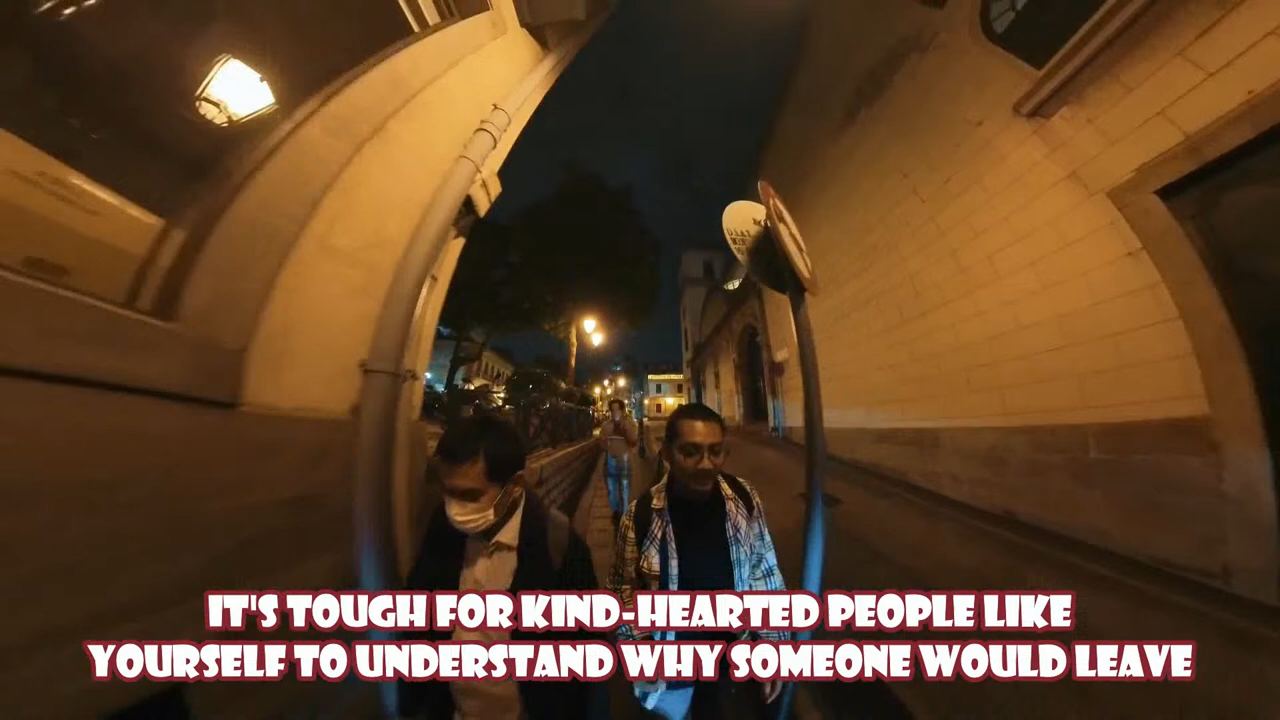 IT'S TOUGH FOR KIND-HEARTED PEOPLE LIKE
YOURSELF TO UNDERSTAND WHY SOMEONE WOULD LEAVE